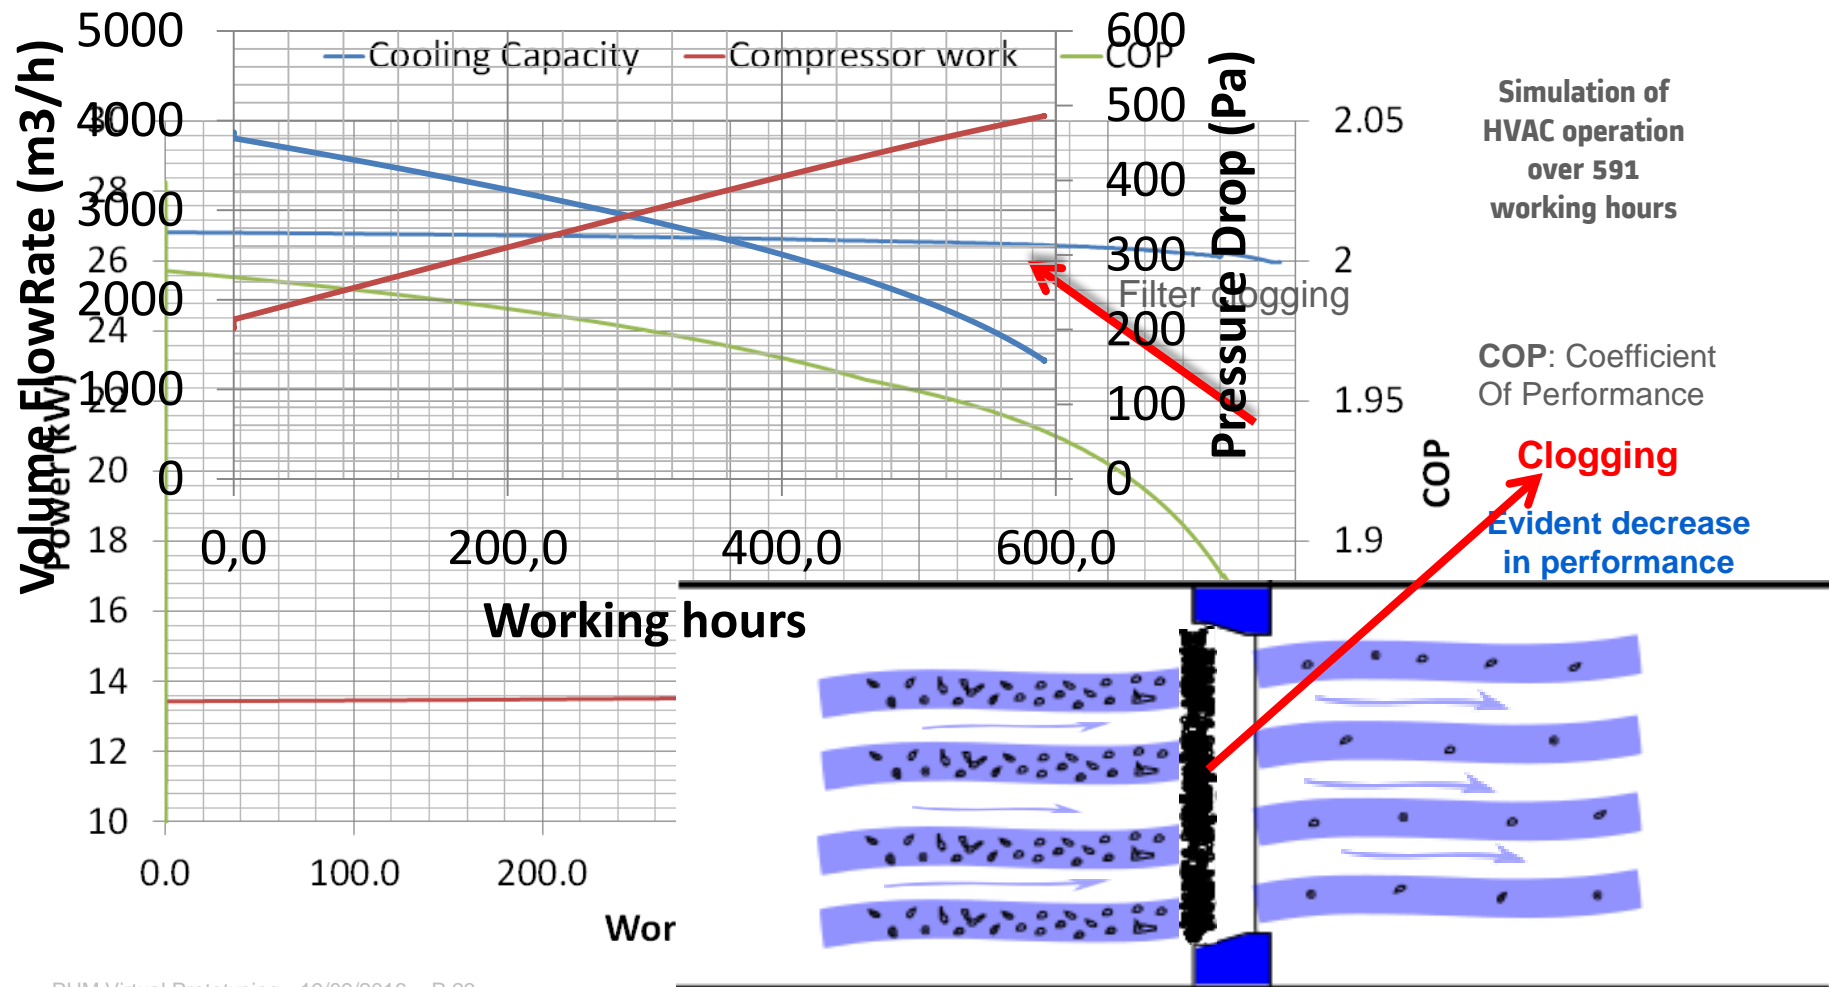 5000
4000
3000
2000
1000
0
Volume FlowRate (m3/h)
Cooling Capacity
Compressor work
COP
600
500
400
300
200
100
0
Pressure Drop (Pa)
0,0
200,0
400,0
600,0
Working hours
28
26
24
22
20
18
16
14
12
10
Power (kW)
0.0
100.0
200.0
2.05
2
1.95
1.9
COP
Filter clogging
Simulation of
HVAC operation
over 591
working hours
COP: Coefficient
Of Performance
Clogging
Evident decrease
in performance